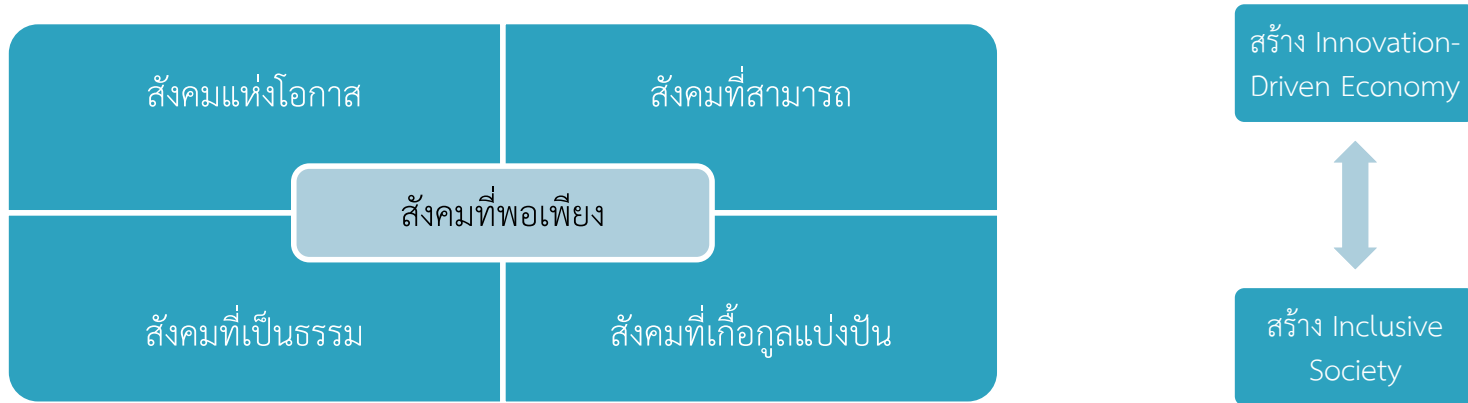 สังคมแห่งโอกาส
สังคมที่สามารถ
สังคมที่พอเพียง
สังคมที่เป็นธรรม
สังคมที่เกื้อกูลแบ่งปัน
สร้าง Innovation-
Driven Economy
สร้าง Inclusive
Society